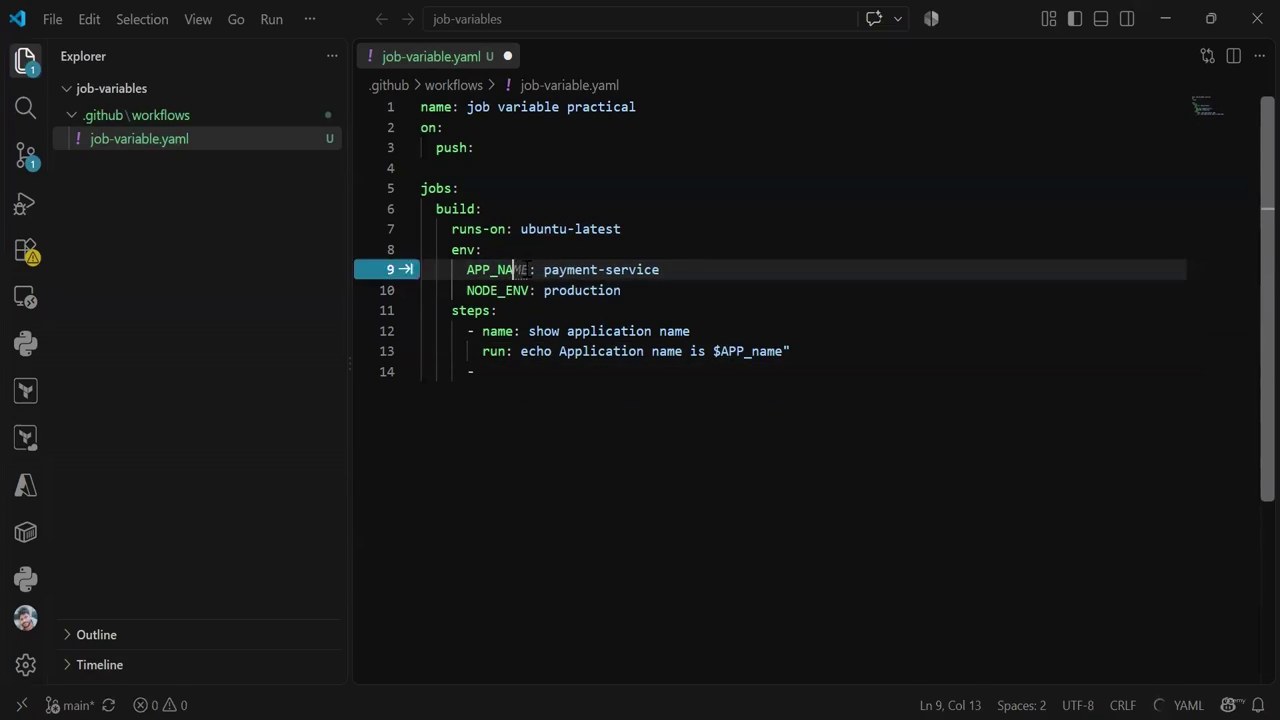 File Edit Selection View Go Run ··· job-variables
Explorer ···
job-variables
.github\workflows
! job-variable.yaml U
Outline
Timeline
! job-variable.yaml U
.github > workflows > ! job-variable.yaml
1 name: job variable practical
2 on:
3 push:
4
5 jobs:
6 build:
7 runs-on: ubuntu-latest
8 env:
9 APP_NAME: payment-service
10 NODE_ENV: production
11 steps:
12 - name: show application name
13 run: echo Application name is $APP_name"
14 -
main* 0 0 Ln 9, Col 13 Spaces: 2 UTF-8 CRLF YAML